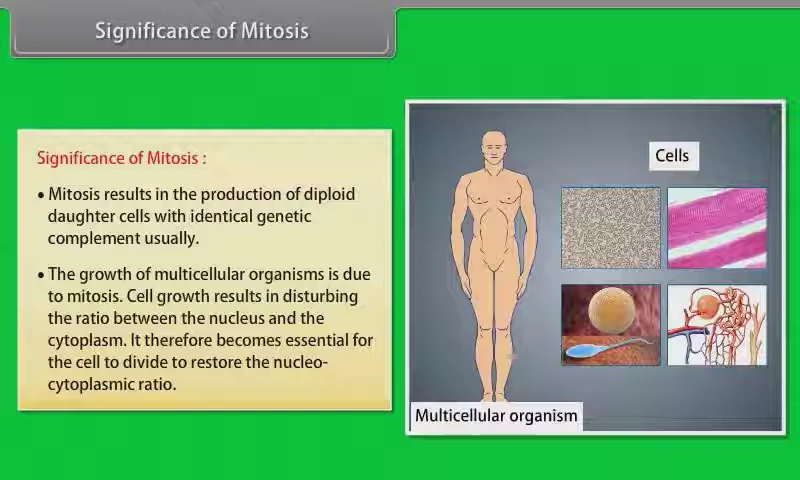 Significance of Mitosis
Significance of Mitosis :
• Mitosis results in the production of diploid
daughter cells with identical genetic
complement usually.
• The growth of multicellular organisms is due
to mitosis. Cell growth results in disturbing
the ratio between the nucleus and the
cytoplasm. It therefore becomes essential for
the cell to divide to restore the nucleo-
cytoplasmic ratio.
Cells
Multicellular organism